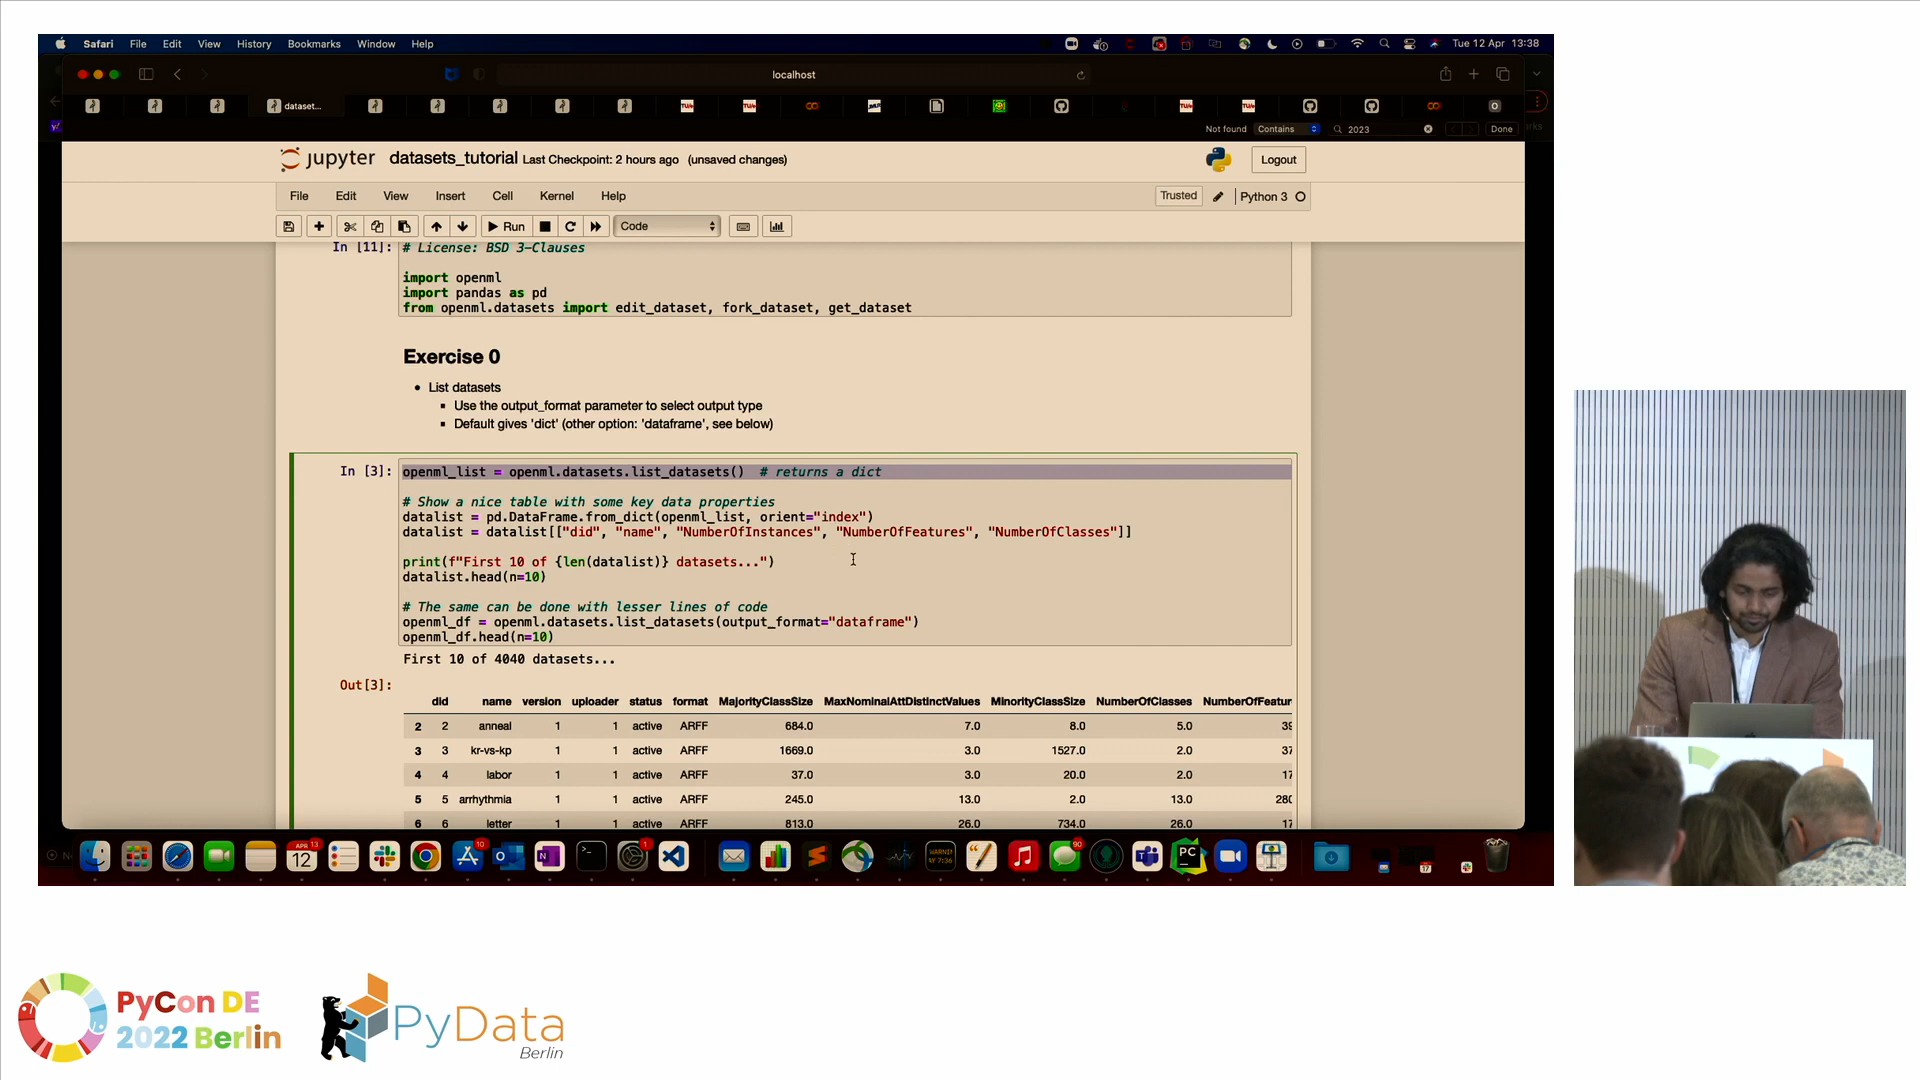 Safari File Edit View History Bookmarks Window Help Tue 12 Apr 13:38
localhost
dataset...
Not found Contains 2023 Done
jupyter datasets_tutorial Last Checkpoint: 2 hours ago (unsaved changes) Logout
File Edit View Insert Cell Kernel Help Trusted Python 3
Run Code
In [11]: # License: BSD 3-Clauses
import openml
import pandas as pd
from openml.datasets import edit_dataset, fork_dataset, get_dataset
Exercise 0
• List datasets
▪ Use the output_format parameter to select output type
▪ Default gives 'dict' (other option: 'dataframe', see below)
In [3]: openml_list = openml.datasets.list_datasets()  # returns a dict
# Show a nice table with some key data properties
datalist = pd.DataFrame.from_dict(openml_list, orient="index")
datalist = datalist[["did", "name", "NumberOfInstances", "NumberOfFeatures", "NumberOfClasses"]]
print(f"First 10 of {len(datalist)} datasets...")
datalist.head(n=10)
# The same can be done with lesser lines of code
openml_df = openml.datasets.list_datasets(output_format="dataframe")
openml_df.head(n=10)
First 10 of 4040 datasets...
Out[3]:
did name version uploader status format MajorityClassSize MaxNominalAttDistinctValues MinorityClassSize NumberOfClasses NumberOfFeatur
2 2 anneal 1 1 active ARFF 684.0 7.0 8.0 5.0 39
3 3 kr-vs-kp 1 1 active ARFF 1669.0 3.0 1527.0 2.0 37
4 4 labor 1 1 active ARFF 37.0 3.0 20.0 2.0 17
5 5 arrhythmia 1 1 active ARFF 245.0 13.0 2.0 13.0 280
6 6 letter 1 1 active ARFF 813.0 26.0 734.0 26.0 17
PyCon DE
2022 Berlin
PyData
Berlin